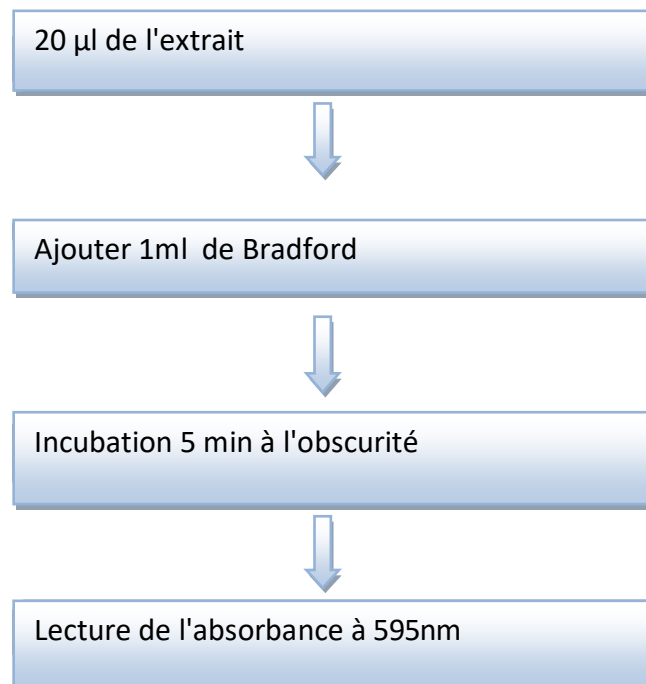 20 µl de l'extrait
Ajouter 1ml  de Bradford
Incubation 5 min à l'obscurité
Lecture de l'absorbance à 595nm